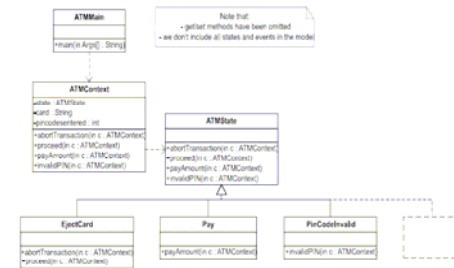 ATMMain
+main(in Args[] : String)
Note that:
- get/set methods have been omitted
- we don't include all states and events in the model
ATMContext
-state : ATMState
-card : String
-pincodesentered : int
+abortTransaction(in c : ATMContext)
+proceed(in c : ATMContext)
+payAmount(in c : ATMContext)
+invalidPIN(in c : ATMContext)
ATMState
+abortTransaction(in c : ATMContext)
+proceed(in c : ATMContext)
+payAmount(in c : ATMContext)
+invalidPIN(in c : ATMContext)
EjectCard
+abortTransaction(in c : ATMContext)
+proceed(in c : ATMContext)
Pay
+payAmount(in c : ATMContext)
PinCodeInvalid
+invalidPIN(in c : ATMContext)